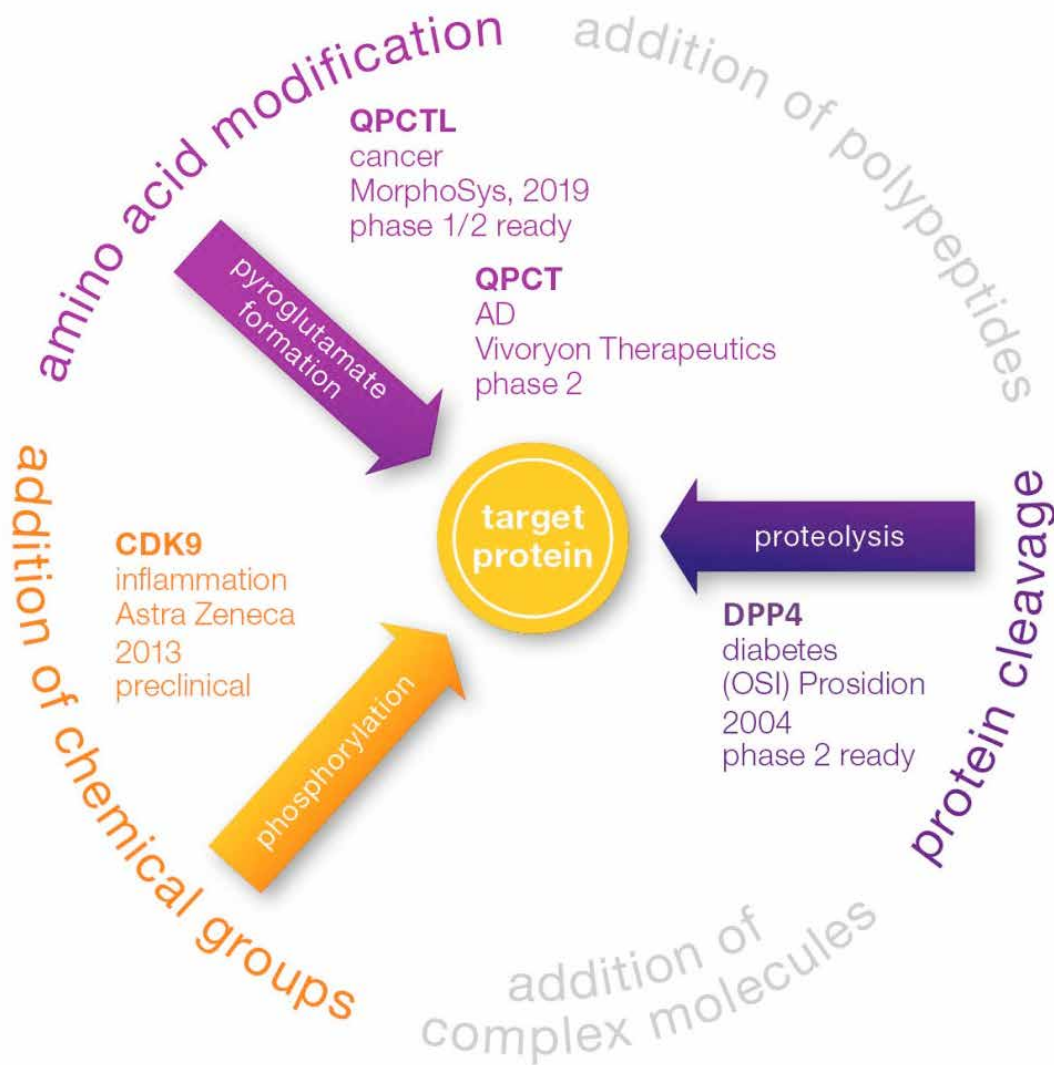 amino acid modification
addition of polypeptides
QPCTL
cancer
MorphoSys, 2019
phase 1/2 ready
pyroglutamate
formation
QPCT
AD
Vivoryon Therapeutics
phase 2
target
protein
proteolysis
protein cleavage
DPP4
diabetes
(OSI) Prosidion
2004
phase 2 ready
CDK9
inflammation
Astra Zeneca
2013
preclinical
phosphorylation
addition of chemical groups
addition of
complex molecules